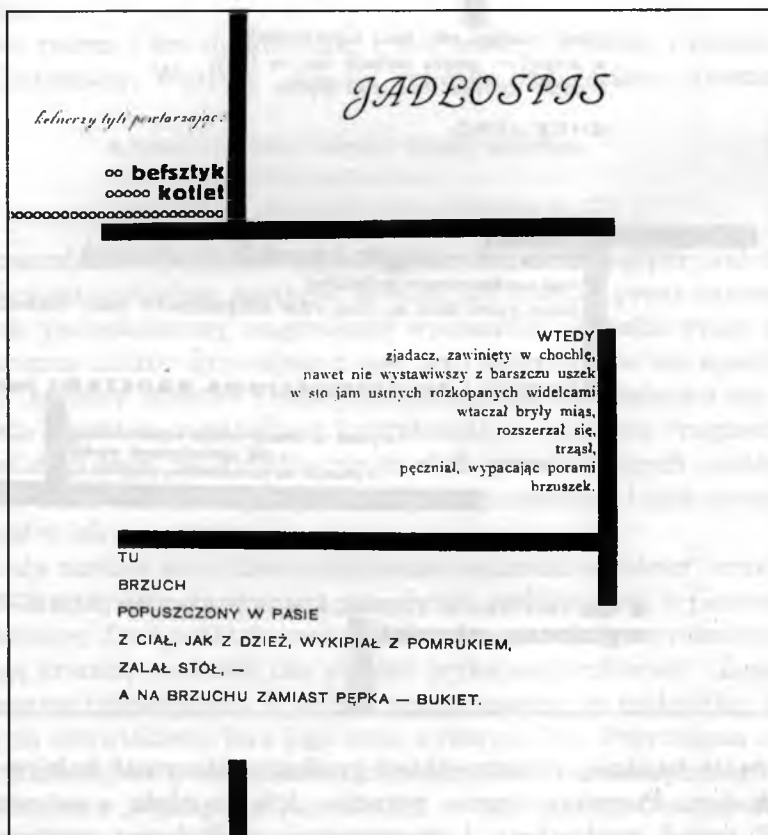 JADŁOSPIS
kelnerzy tyli powtarzając:
∞ befsztyk
∞∞∞ kotlet
WTEDY
zjadacz, zawinięty w chochlę,
nawet nie wystawiwszy z barszczu uszek
w sto jam ustnych rozkopanych widelcami
wtaczał bryły mias,
rozszerzał się,
trząsł,
pęczniał, wypacając porami
brzuszek.
TU
BRZUCH
POPUSZCZONY W PASIE
Z CIAŁ, JAK Z DZIEŻ, WYKIPIAŁ Z POMRUKIEM,
ZALAŁ STÓŁ, —
A NA BRZUCHU ZAMIAST PĘPKA — BUKIET.